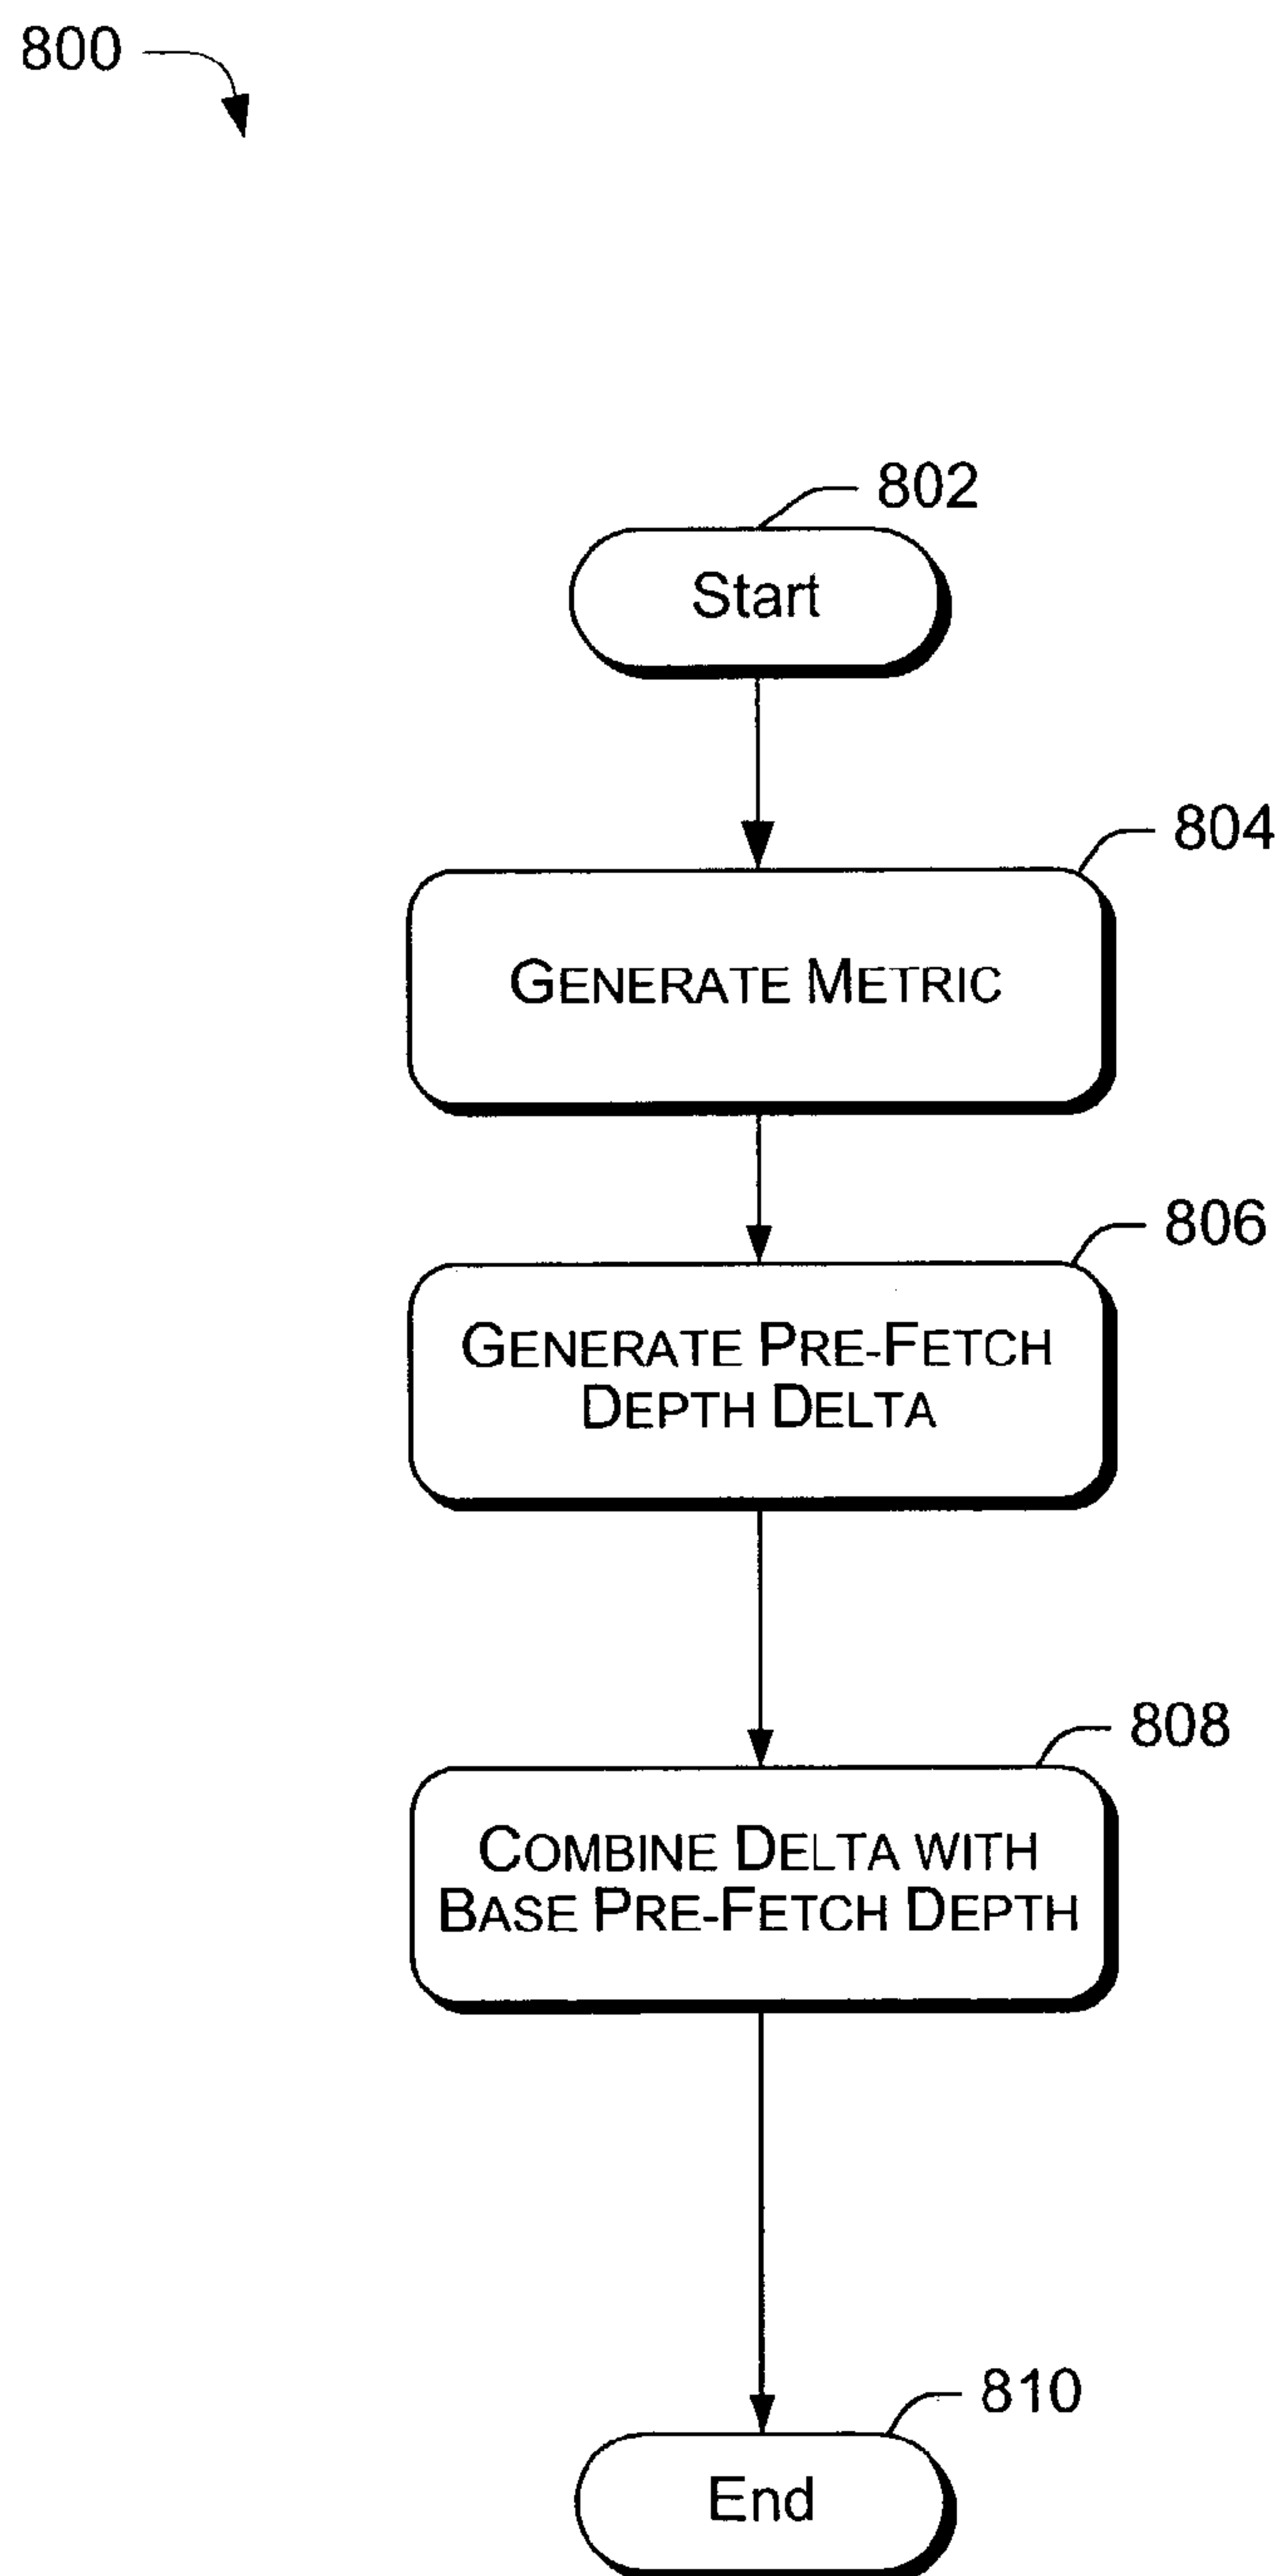 800
802
Start
804
GENERATE METRIC
806
GENERATE PRE-FETCH
DEPTH DELTA
808
COMBINE DELTA WITH
BASE PRE-FETCH DEPTH
810
End